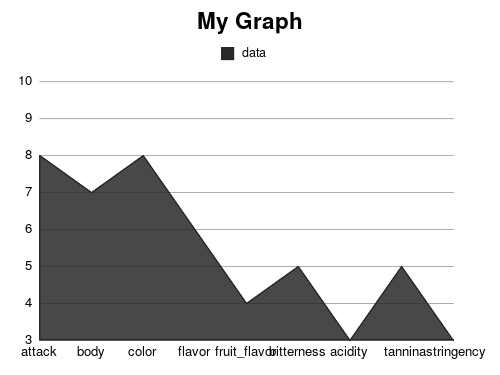 My Graph
data
10
9
8
7
6
5
4
3
attack body color flavor fruit_flavor bitterness acidity tannin astringency